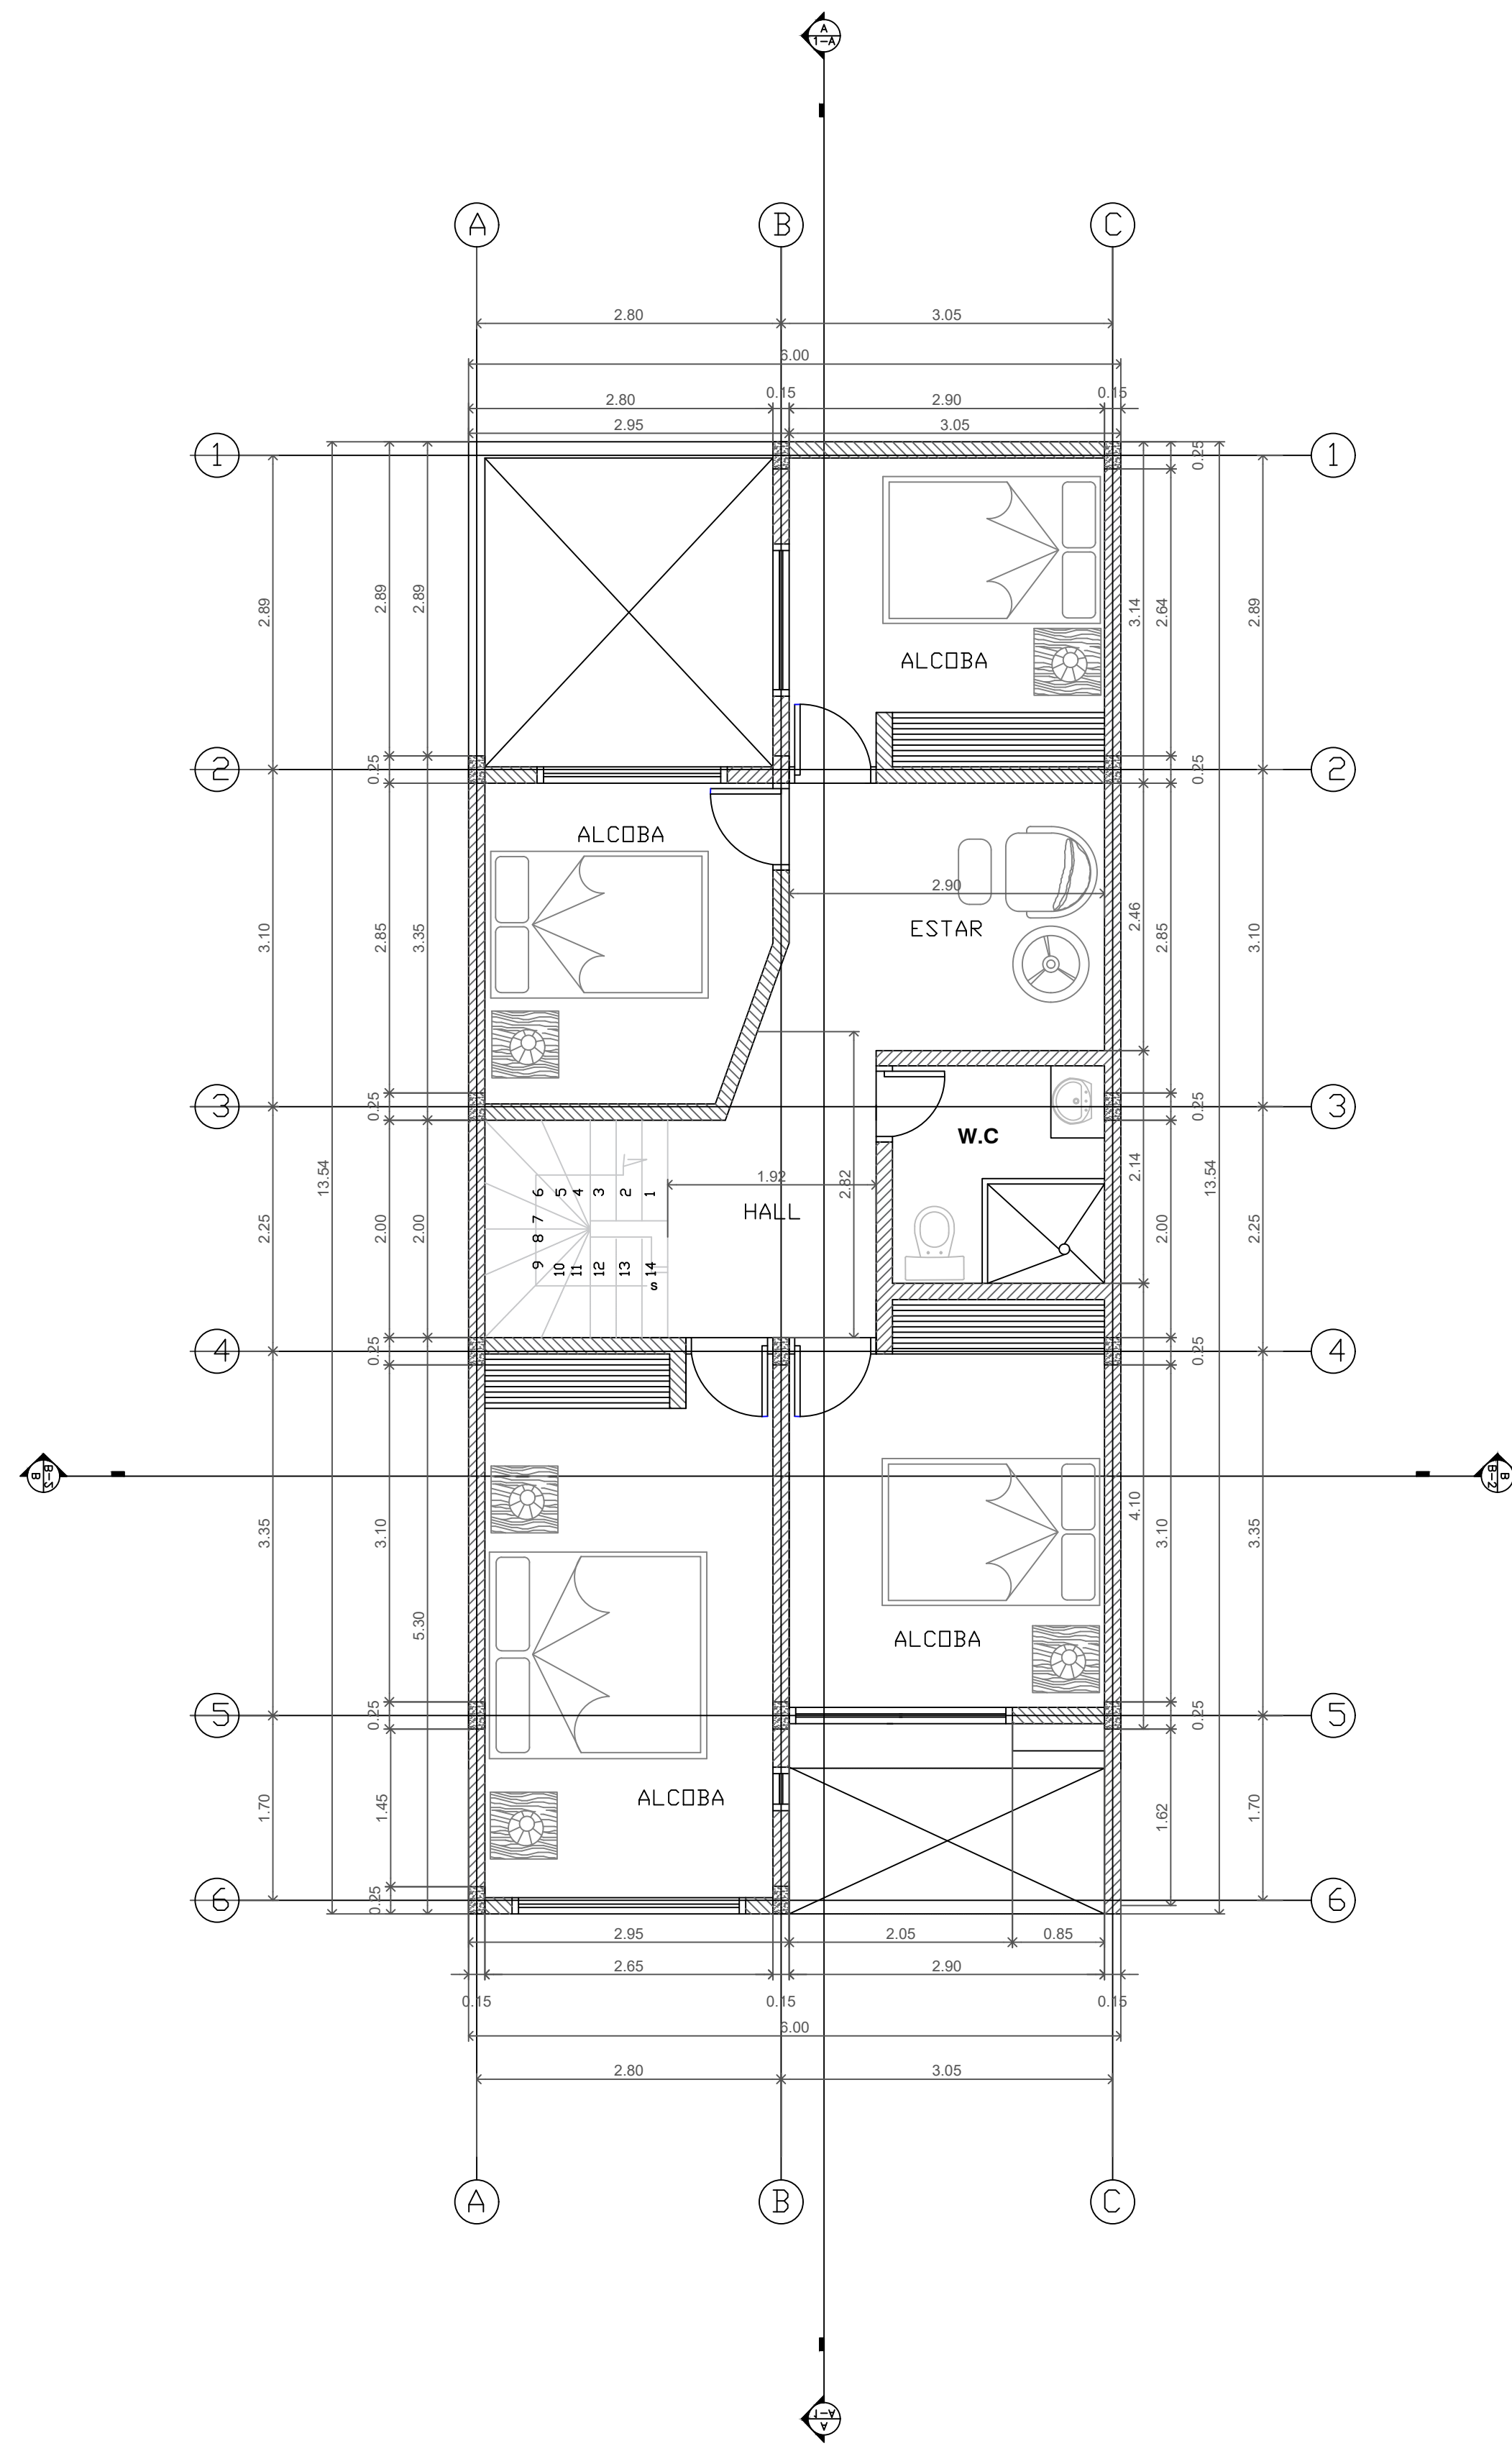 A
1-A
A B C
2.80 3.05
6.00
0.15 0.15
2.80 2.90
2.95 3.05
1 1
0.25
2.89 2.89 2.89 3.14 2.64 2.89
ALCOBA
2 0.25 0.25 2
ALCOBA
2.90
ESTAR
3.10 2.85 3.35 2.46 2.85 3.10
3 0.25 0.25 3
W.C
13.54 1.92 2.82 2.14 13.54
6 5 4 3 2 1
HALL
7
2.25 2.00 2.00 2.00 2.25
8
9 10 11 12 13 14
S
4 0.25 0.25 4
B
B-2
B
B-2
3.35 3.10 4.10 3.10 3.35
5.30
ALCOBA
5 0.25 0.25 5
ALCOBA
1.70 1.45 1.62 1.70
6 0.25 6
2.95 2.05 0.85
2.65 2.90
0.15 0.15 0.15
6.00
2.80 3.05
A B C
A-1
A